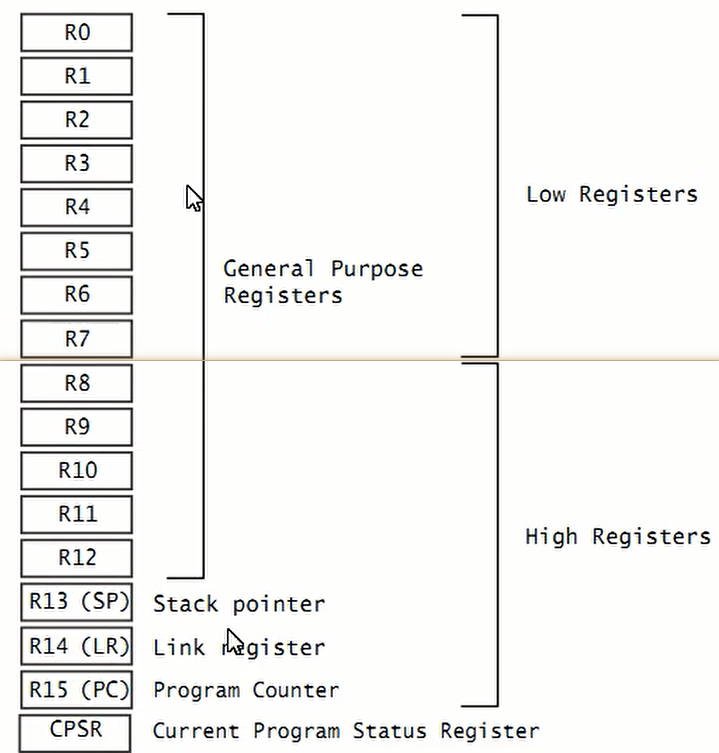 R0
R1
R2
R3
R4
Low Registers
R5
General Purpose
Registers
R6
R7
R8
R9
R10
R11
High Registers
R12
R13 (SP) Stack pointer
R14 (LR) Link register
R15 (PC) Program Counter
CPSR Current Program Status Register